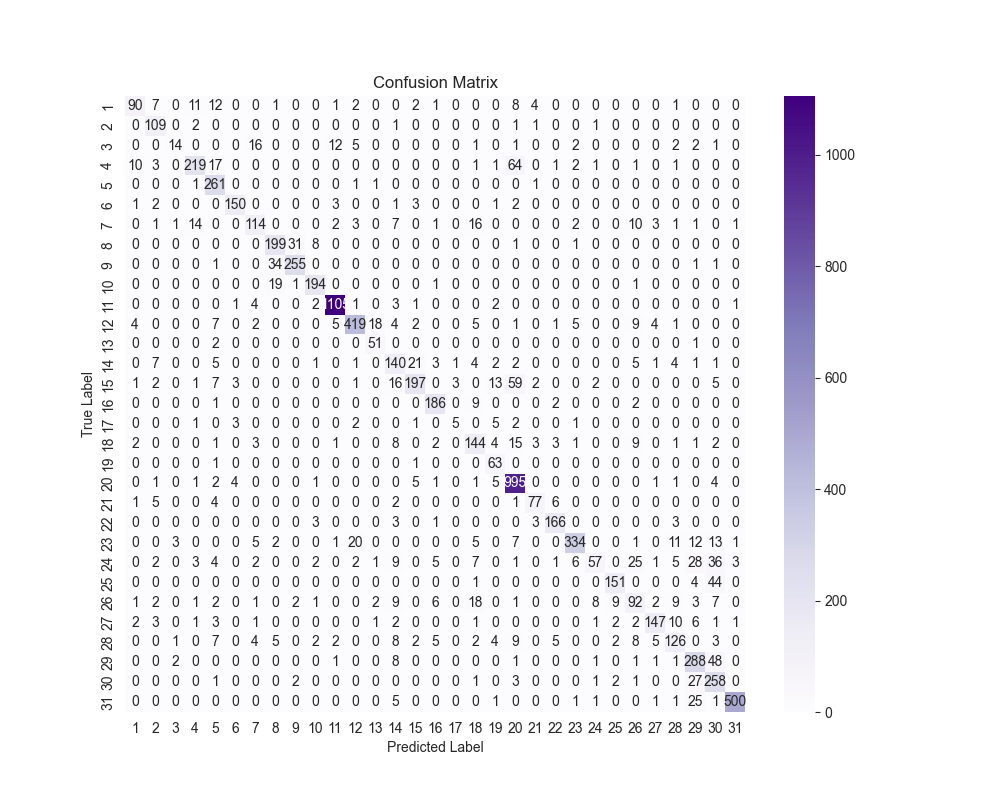 Confusion Matrix
1 90 7 0 11 12 0 0 1 0 0 1 2 0 0 2 1 0 0 0 8 4 0 0 0 0 0 0 1 0 0 0
2 0 109 0 2 0 0 0 0 0 0 0 0 0 1 0 0 0 0 0 1 1 0 0 1 0 0 0 0 0 0 0
3 0 0 14 0 0 0 16 0 0 0 12 5 0 0 0 0 0 1 0 1 0 0 2 0 0 0 0 2 2 1 0
4 10 3 0 219 17 0 0 0 0 0 0 0 0 0 0 0 0 1 1 64 0 1 2 1 0 1 0 1 0 0 0
5 0 0 0 1 261 0 0 0 0 0 0 1 1 0 0 0 0 0 0 0 1 0 0 0 0 0 0 0 0 0 0
6 1 2 0 0 0 150 0 0 0 0 3 0 0 1 3 0 0 0 1 2 0 0 0 0 0 0 0 0 0 0 0
7 0 1 1 14 0 0 114 0 0 0 2 3 0 7 0 1 0 16 0 0 0 0 2 0 0 10 3 1 1 0 1
8 0 0 0 0 0 0 0 199 31 8 0 0 0 0 0 0 0 0 0 1 0 0 1 0 0 0 0 0 0 0 0
9 0 0 0 0 1 0 0 34 255 0 0 0 0 0 0 0 0 0 0 0 0 0 0 0 0 0 0 0 1 1 0
10 0 0 0 0 0 0 0 19 1 194 0 0 0 0 0 1 0 0 0 0 0 0 0 0 0 1 0 0 0 0 0
11 0 0 0 0 0 1 4 0 0 2 1105 1 0 3 1 0 0 0 2 0 0 0 0 0 0 0 0 0 0 0 1
12 4 0 0 0 7 0 2 0 0 0 5 419 18 4 2 0 0 5 0 1 0 1 5 0 0 9 4 1 0 0 0
13 0 0 0 0 2 0 0 0 0 0 0 0 51 0 0 0 0 0 0 0 0 0 0 0 0 0 0 0 1 0 0
14 0 7 0 0 5 0 0 0 0 1 0 1 0 140 21 3 1 4 2 2 0 0 0 0 0 5 1 4 1 1 0
15 1 2 0 1 7 3 0 0 0 0 0 1 0 16 197 0 3 0 13 59 2 0 0 2 0 0 0 0 0 5 0
16 0 0 0 0 1 0 0 0 0 0 0 0 0 0 0 186 0 9 0 0 0 2 0 0 0 2 0 0 0 0 0
17 0 0 0 1 0 3 0 0 0 0 0 2 0 0 1 0 5 0 5 2 0 0 1 0 0 0 0 0 0 0 0
18 2 0 0 0 1 0 3 0 0 0 1 0 0 8 0 2 0 144 4 15 3 3 1 0 0 9 0 1 1 2 0
19 0 0 0 0 1 0 0 0 0 0 0 0 0 0 1 0 0 0 63 0 0 0 0 0 0 0 0 0 0 0 0
20 0 1 0 1 2 4 0 0 0 1 0 0 0 0 5 1 0 1 5 995 0 0 0 0 0 0 1 1 0 4 0
21 1 5 0 0 4 0 0 0 0 0 0 0 0 2 0 0 0 0 0 1 77 6 0 0 0 0 0 0 0 0 0
22 0 0 0 0 0 0 0 0 0 3 0 0 0 3 0 1 0 0 0 0 3 166 0 0 0 0 0 3 0 0 0
23 0 0 3 0 0 0 5 2 0 0 1 20 0 0 0 0 0 5 0 7 0 0 334 0 0 1 0 11 12 13 1
24 0 2 0 3 4 0 2 0 0 2 0 2 1 9 0 5 0 7 0 1 0 1 6 57 0 25 1 5 28 36 3
25 0 0 0 0 0 0 0 0 0 0 0 0 0 0 0 0 0 1 0 0 0 0 0 0 151 0 0 0 4 44 0
26 1 2 0 1 2 0 1 0 2 1 0 0 2 9 0 6 0 18 0 1 0 0 0 8 9 92 2 9 3 7 0
27 2 3 0 1 3 0 1 0 0 0 0 0 1 2 0 0 0 0 0 0 0 0 0 1 2 2 147 10 6 1 1
28 0 0 1 0 7 0 4 5 0 2 2 0 0 8 2 5 0 2 4 9 0 5 0 0 2 8 5 126 0 3 0
29 0 0 2 0 0 0 0 0 0 0 1 0 0 8 0 0 0 0 0 1 0 0 0 1 0 1 1 1 288 48 0
30 0 0 0 0 1 0 0 0 2 0 0 0 0 0 0 0 0 1 0 3 0 0 0 1 2 1 0 0 27 258 0
31 0 0 0 0 0 0 0 0 0 0 0 0 0 5 0 0 0 0 1 0 0 0 1 1 0 0 1 1 25 1 500
1 2 3 4 5 6 7 8 9 10 11 12 13 14 15 16 17 18 19 20 21 22 23 24 25 26 27 28 29 30 31
Predicted Label
True Label
1000
800
600
400
200
0